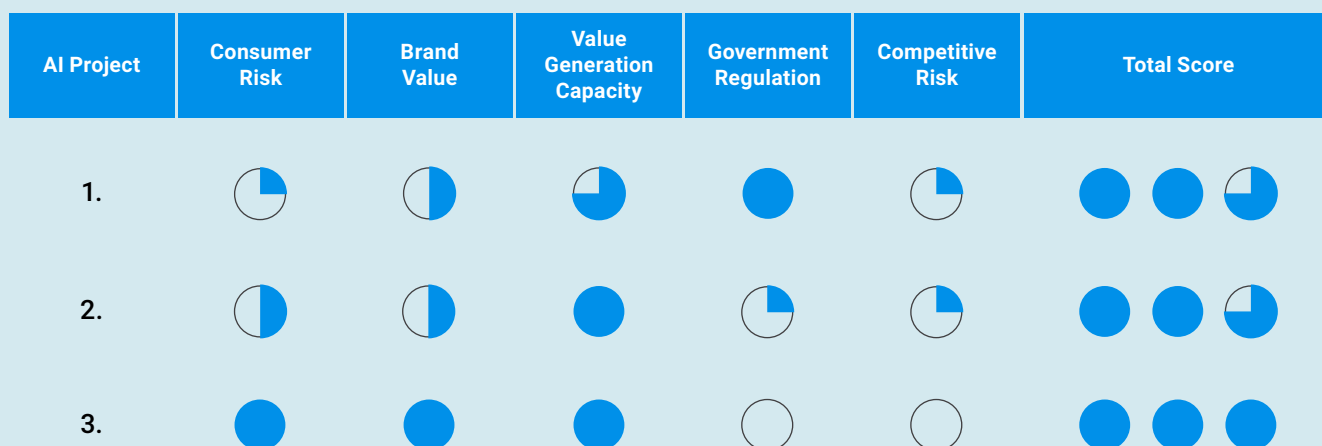 AI Project
Consumer
Risk
Brand
Value
Value
Generation
Capacity
Government
Regulation
Competitive
Risk
Total Score
1.
2.
3.